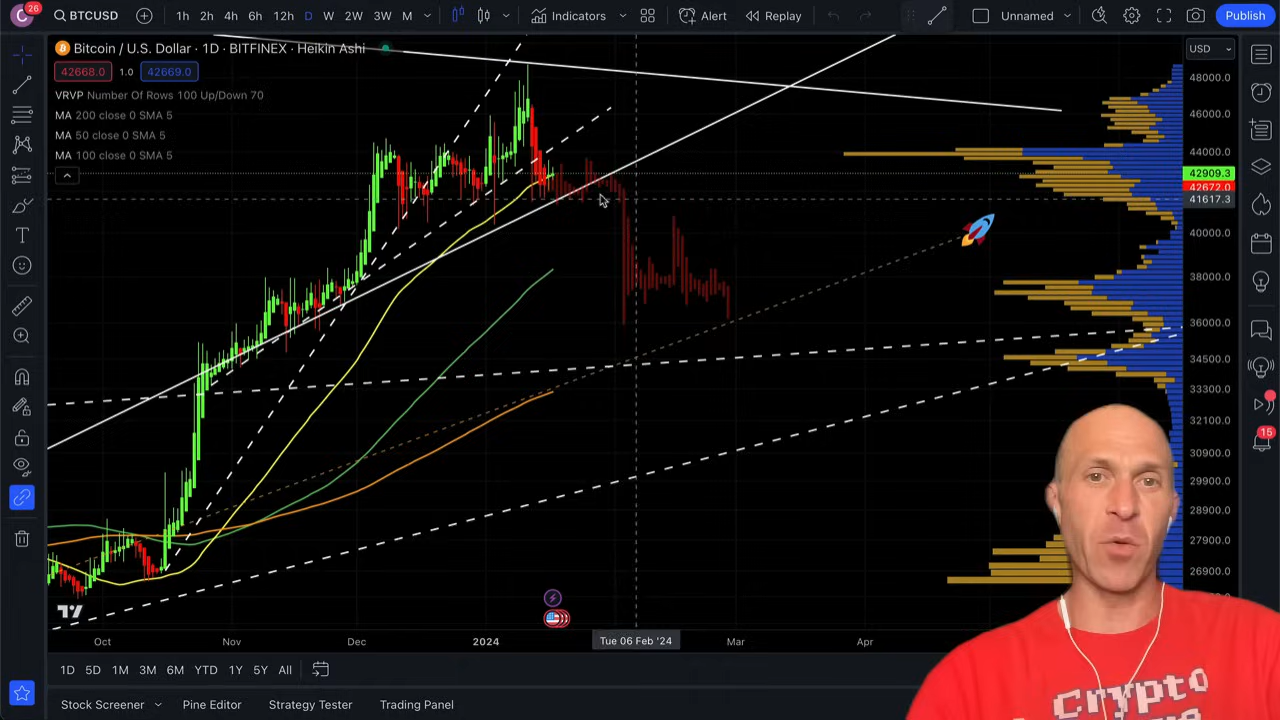 C
26
BTCUSD
1h 2h 4h 6h 12h D W 2W 3W M
Indicators
Alert
Replay
Unnamed
Publish
Bitcoin / U.S. Dollar · 1D · BITFINEX · Heikin Ashi
42668.0 1.0 42669.0
VRVP Number Of Rows 100 Up/Down 70
MA 200 close 0 SMA 5
MA 50 close 0 SMA 5
MA 100 close 0 SMA 5
USD
48000.0
46000.0
44000.0
42909.3
42672.0
41617.3
40000.0
38000.0
36000.0
34500.0
33300.0
32100.0
30900.0
29900.0
28900.0
27900.0
26900.0
15
Oct Nov Dec 2024 Tue 06 Feb '24 Mar Apr
1D 5D 1M 3M 6M YTD 1Y 5Y All
Stock Screener Pine Editor Strategy Tester Trading Panel
Crypto